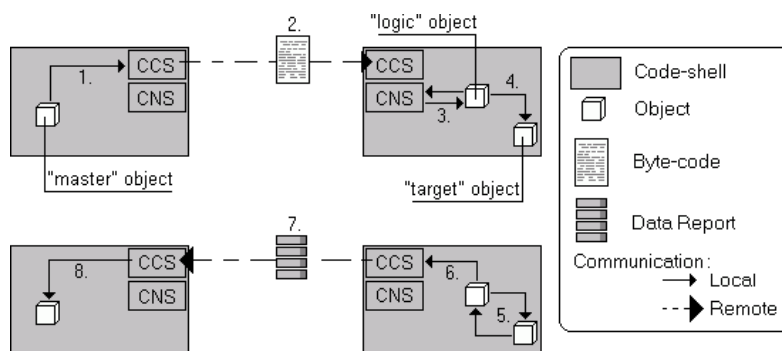 2.
"logic" object
CCS
CCS
1.
4.
CNS
CNS
3.
"master" object
"target" object
7.
CCS
CCS
8.
6.
CNS
CNS
5.
Code-shell
Object
Byte-code
Data Report
Communication:
Local
Remote